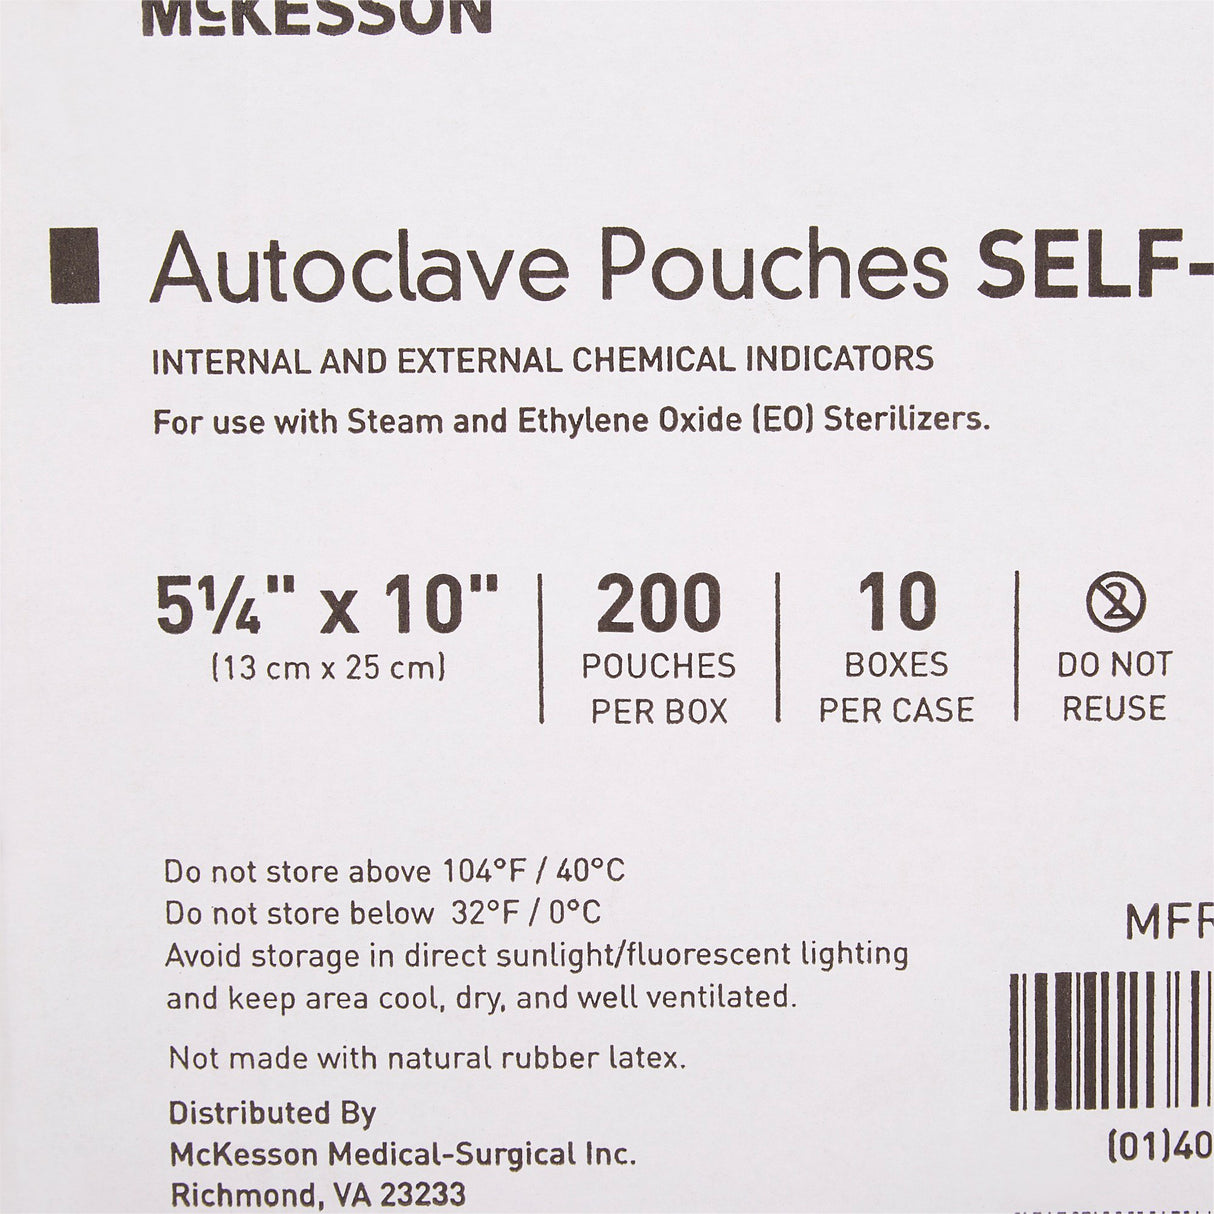 McKESSON
Autoclave Pouches SELF-
INTERNAL AND EXTERNAL CHEMICAL INDICATORS
For use with Steam and Ethylene Oxide (EO) Sterilizers.
5¼" x 10"
(13 cm x 25 cm)
200
POUCHES
PER BOX
10
BOXES
PER CASE
2
DO NOT
REUSE
Do not store above 104°F / 40°C
Do not store below 32°F / 0°C
Avoid storage in direct sunlight/fluorescent lighting
and keep area cool, dry, and well ventilated.
Not made with natural rubber latex.
MFR
(01)40
Distributed By
McKesson Medical-Surgical Inc.
Richmond, VA 23233